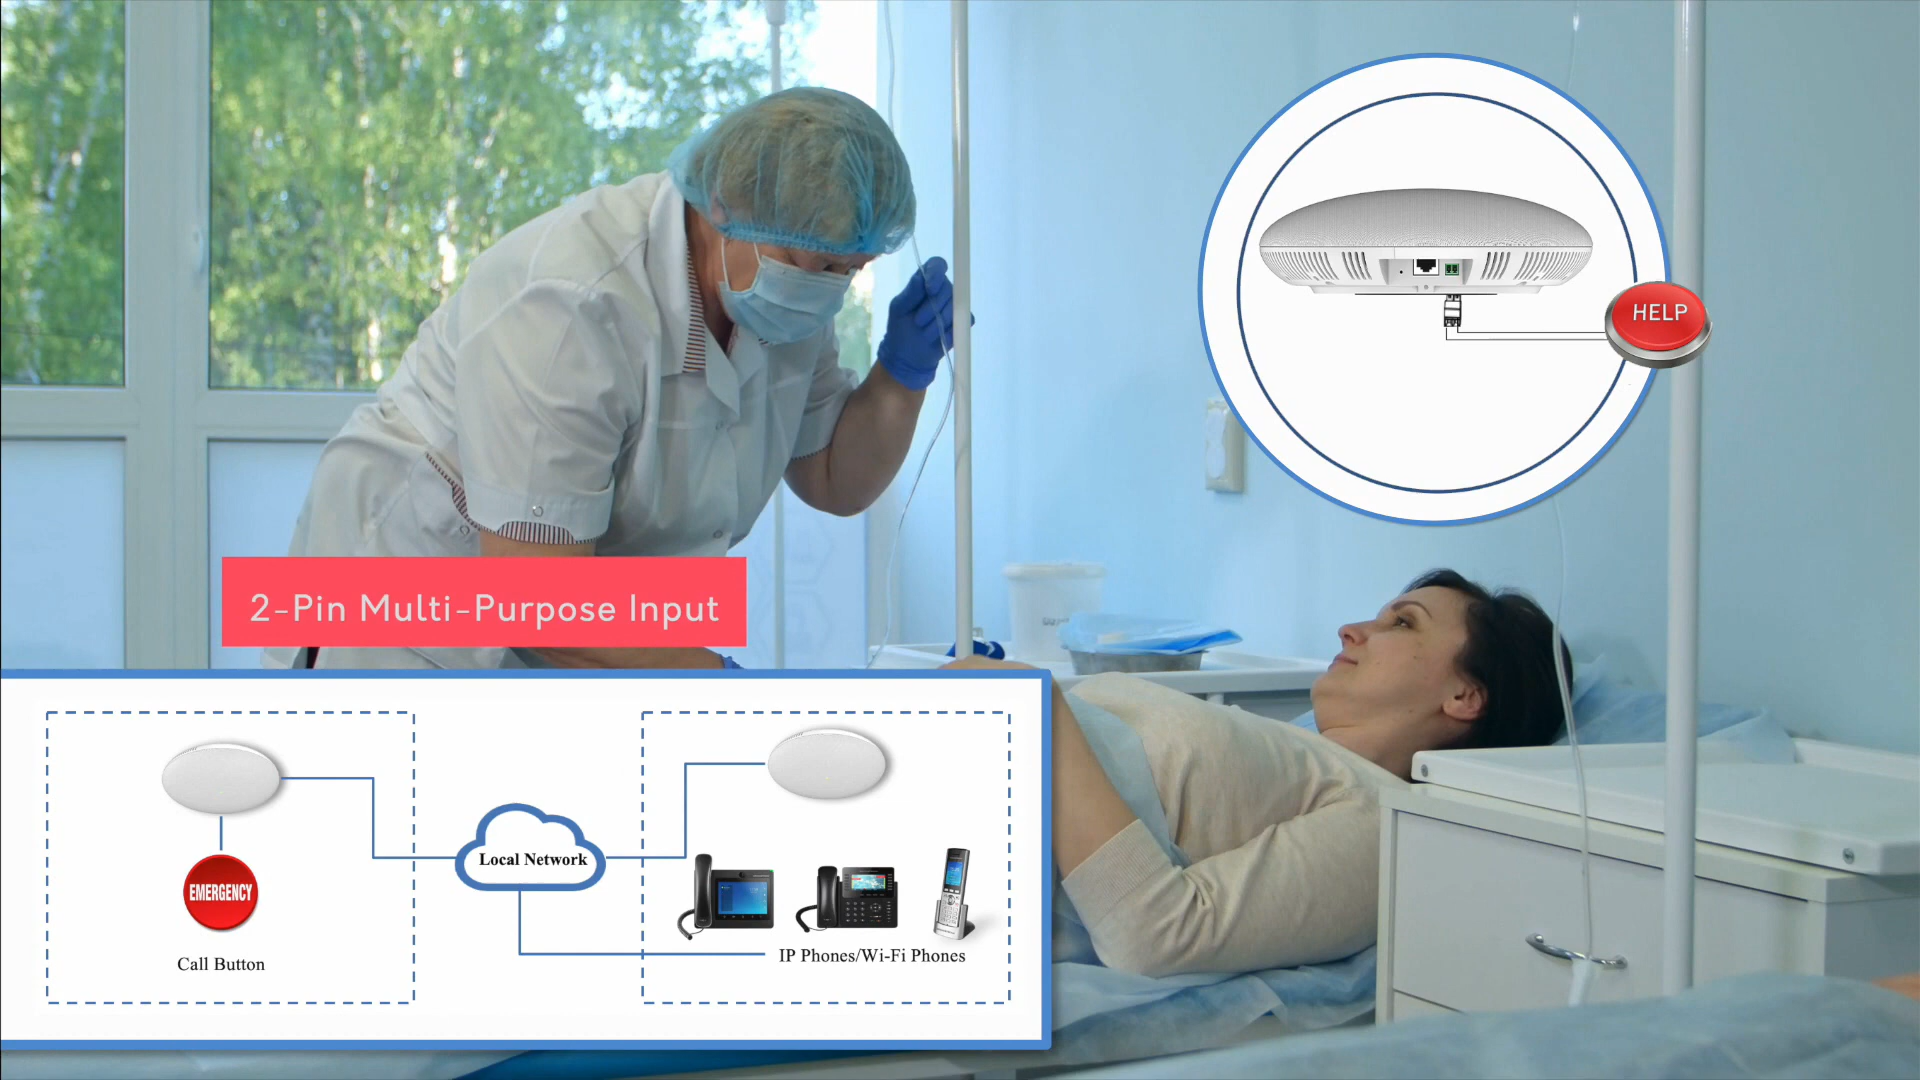 HELP
2-Pin Multi-Purpose Input
Local Network
EMERGENCY
Call Button
IP Phones/Wi-Fi Phones